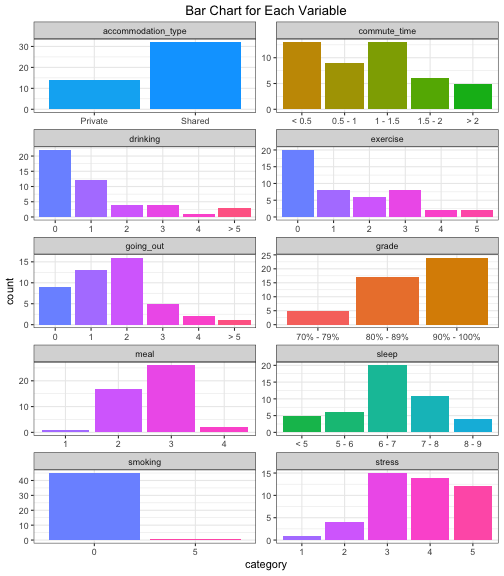 Bar Chart for Each Variable
accommodation_type
30
20
10
0
Private Shared
commute_time
10
5
0
< 0.5 0.5 - 1 1 - 1.5 1.5 - 2 > 2
drinking
20
15
10
5
0
0 1 2 3 4 > 5
exercise
20
15
10
5
0
0 1 2 3 4 5
going_out
15
10
5
0
0 1 2 3 4 > 5
grade
25
20
15
10
5
0
70% - 79% 80% - 89% 90% - 100%
meal
20
10
0
1 2 3 4
sleep
20
15
10
5
0
< 5 5 - 6 6 - 7 7 - 8 8 - 9
smoking
40
30
20
10
0
0 5
stress
15
10
5
0
1 2 3 4 5
count
category